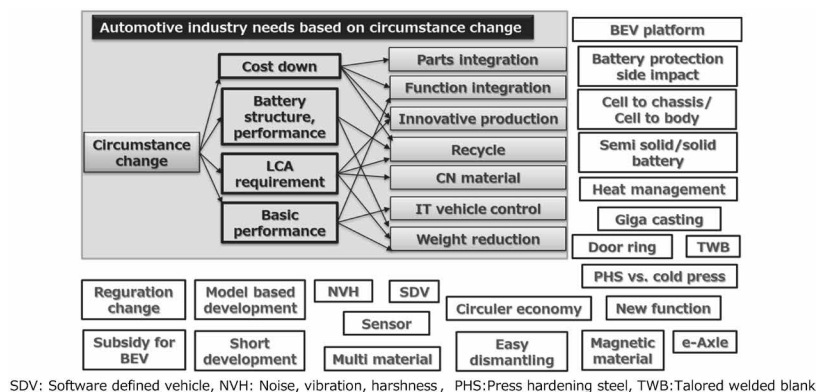 Automotive industry needs based on circumstance change
Circumstance
change
Cost down
Battery
structure,
performance
LCA
requirement
Basic
performance
Parts integration
Function integration
Innovative production
Recycle
CN material
IT vehicle control
Weight reduction
BEV platform
Battery protection
side impact
Cell to chassis/
Cell to body
Semi solid/solid
battery
Heat management
Giga casting
Door ring
TWB
PHS vs. cold press
Reguration
change
Model based
development
NVH
SDV
Circuler economy
New function
Sensor
Subsidy for
BEV
Short
development
Multi material
Easy
dismantling
Magnetic
material
e-Axle
SDV: Software defined vehicle, NVH: Noise, vibration, harshness, PHS:Press hardening steel, TWB:Talored welded blank